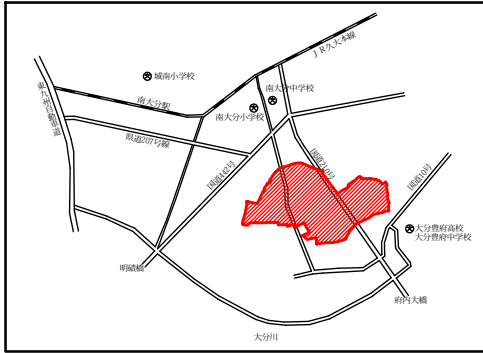 JR久大本線
城南小学校
南大分中学校
南大分小学校
南大分駅
東九州自動車道
県道207号線
国道442号
国道210号
国道10号
大分豊府高校
大分豊府中学校
明磧橋
府内大橋
大分川